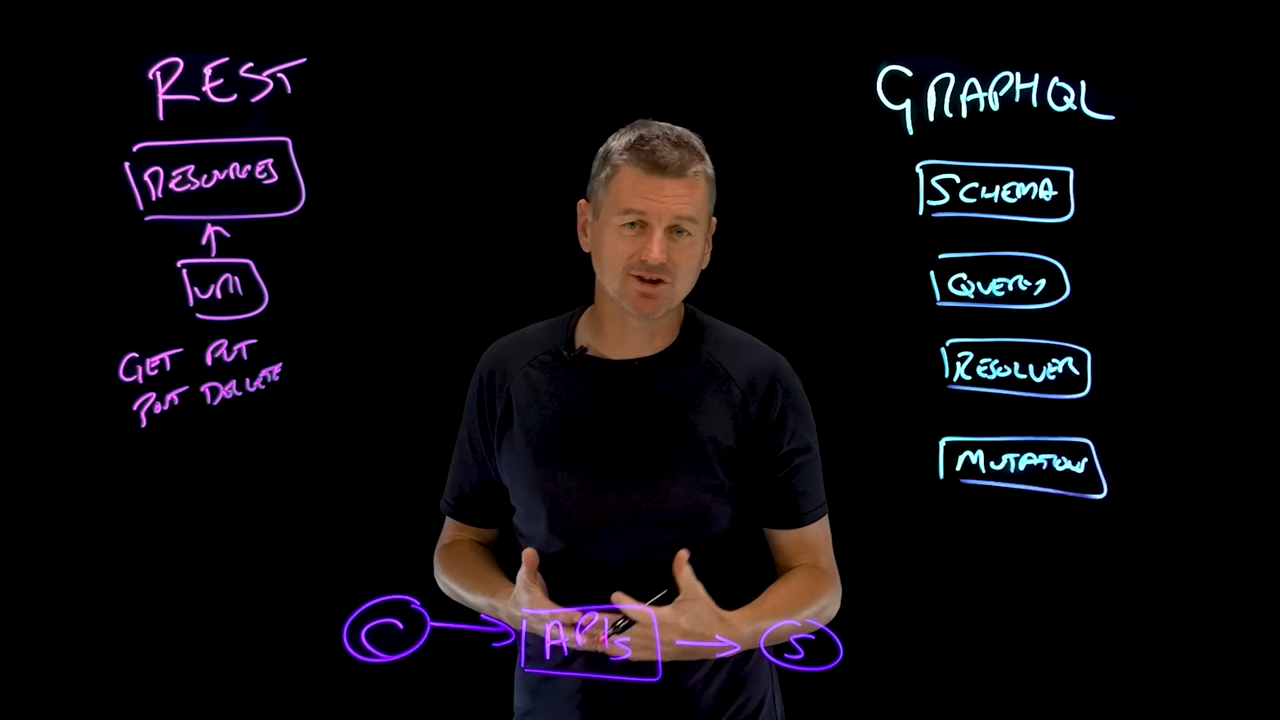 REST
RESOURCES
URI
GET PUT
POST DELETE
GRAPHQL
SCHEMA
QUERY
RESOLVER
MUTATION
C
APIs
S